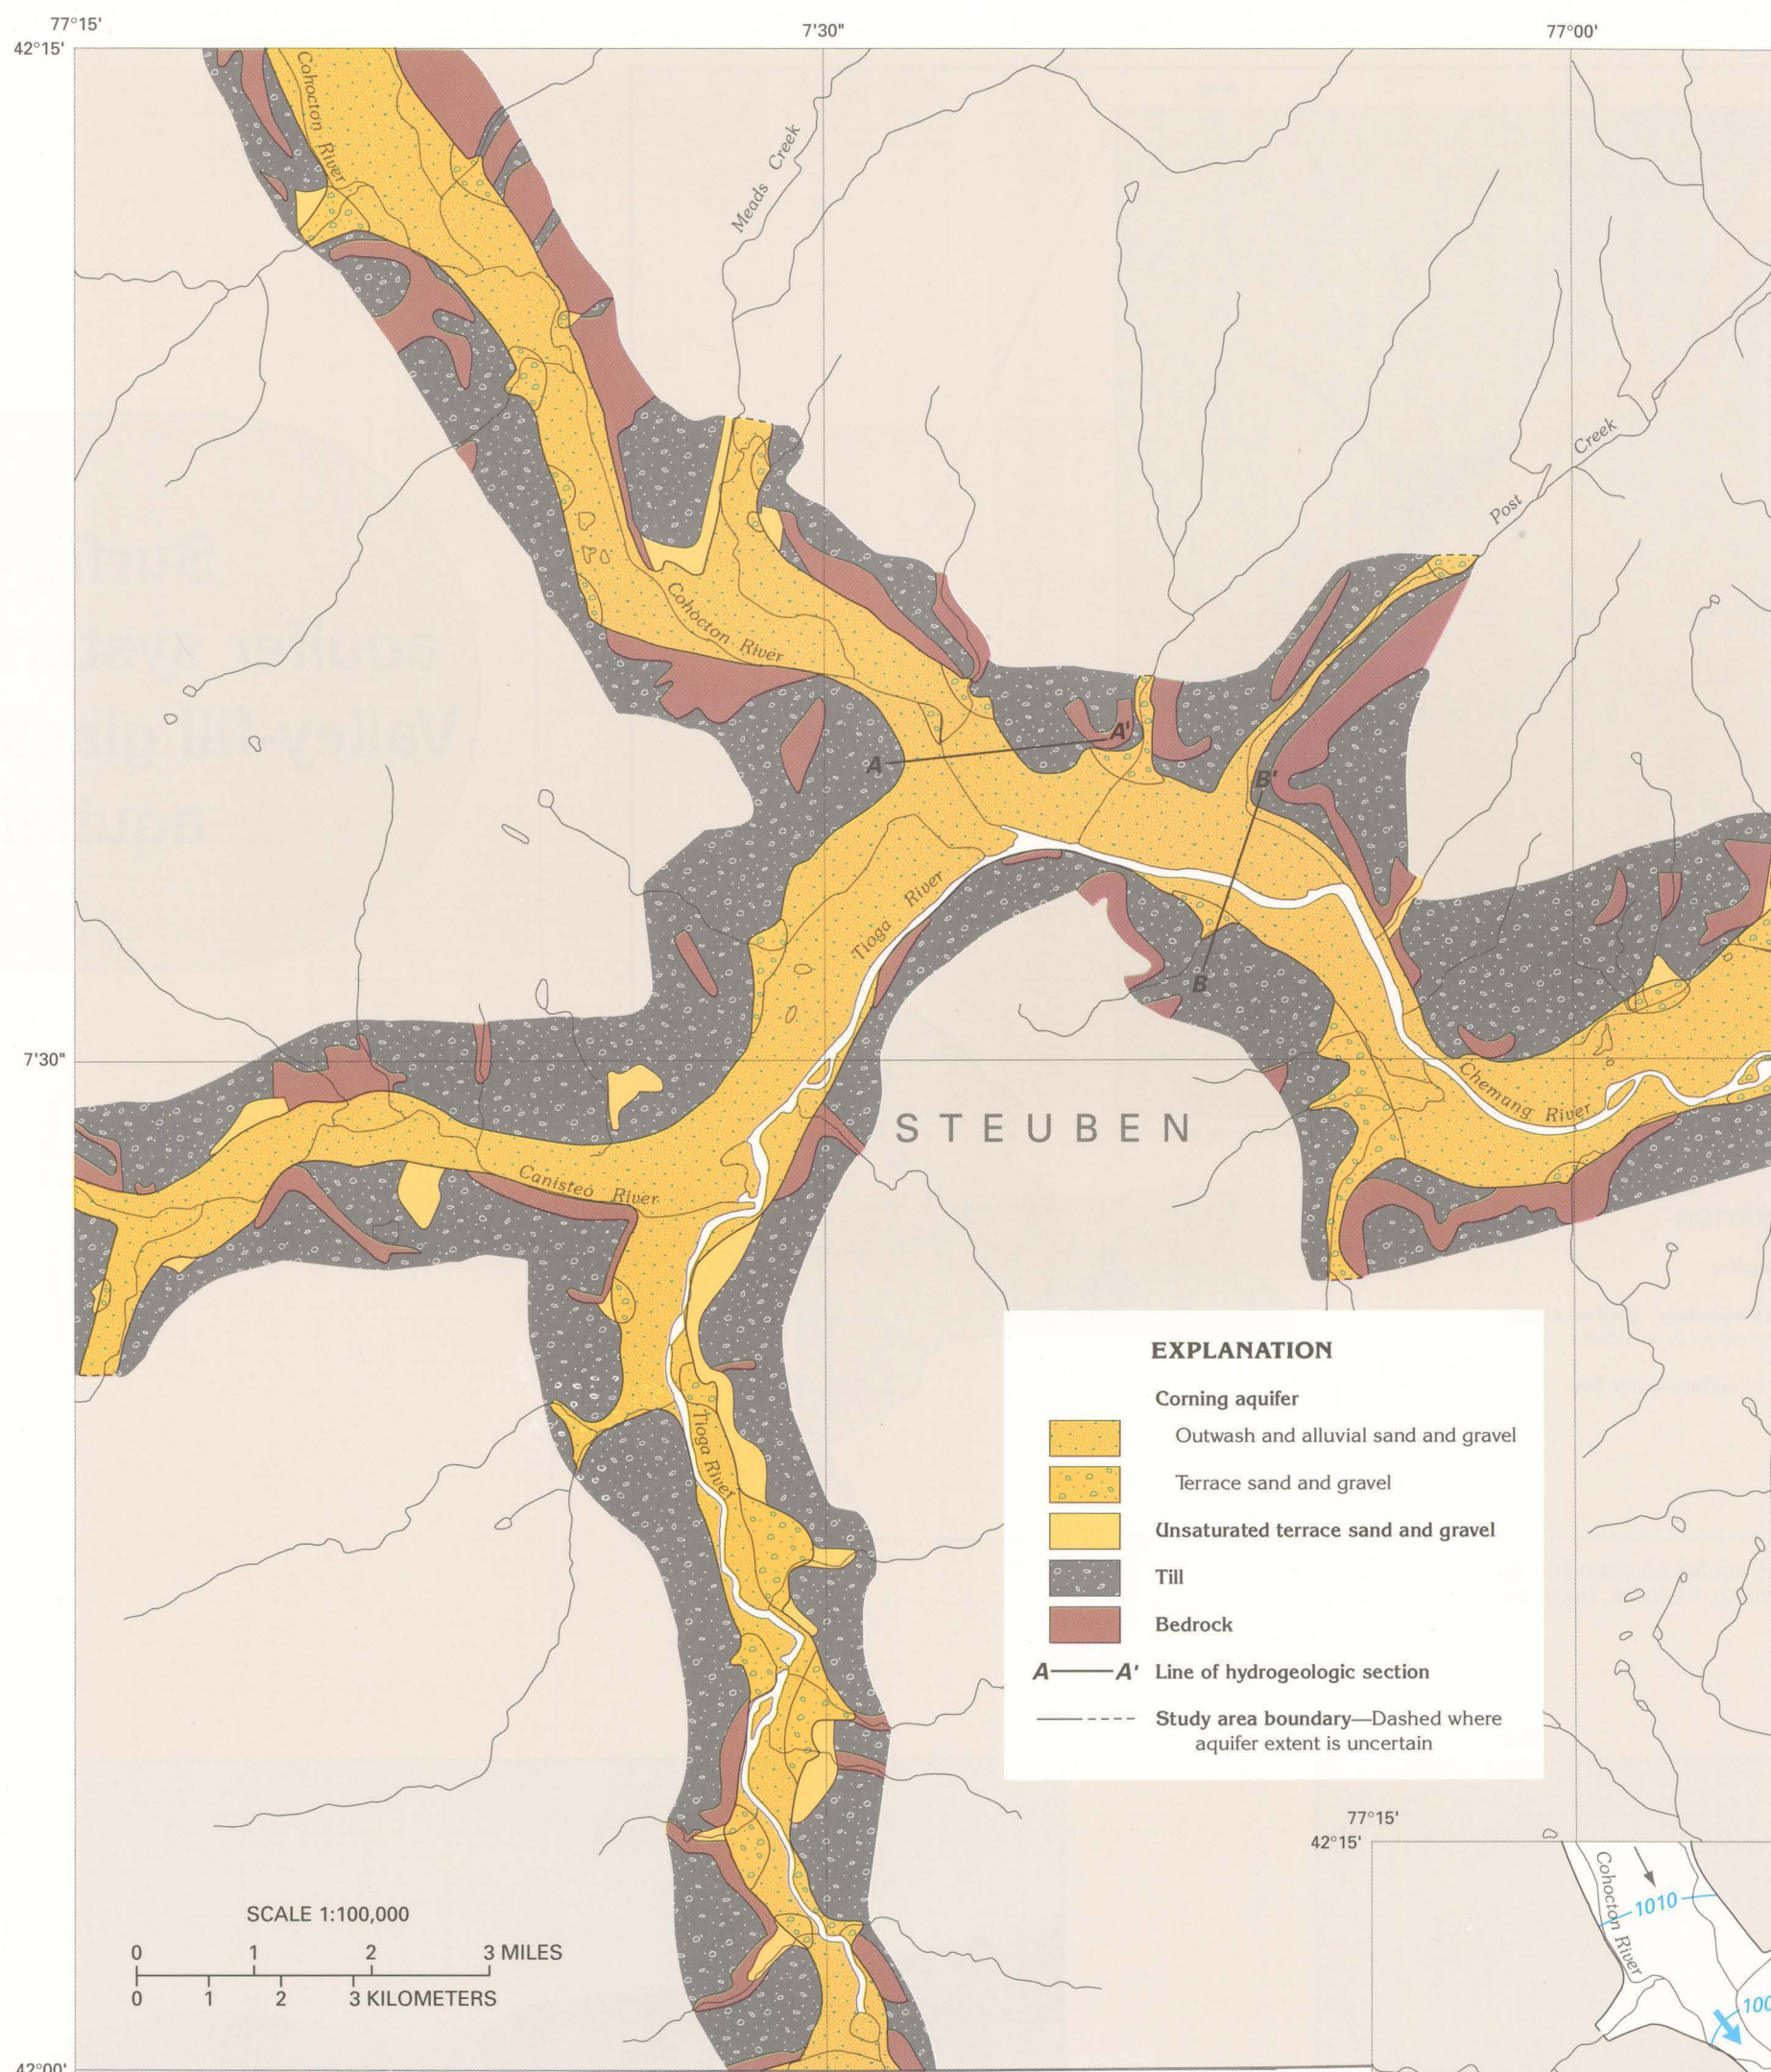 77°15'
7'30"
77°00'
42°15'
Cohocton River
Meads Creek
Post Creek
Cohocton River
A
A'
B'
Tioga River
B
7'30"
STEUBEN
Chemung River
Canisteo River
Tioga River
EXPLANATION
Corning aquifer
Outwash and alluvial sand and gravel
Terrace sand and gravel
Unsaturated terrace sand and gravel
Till
Bedrock
A A' Line of hydrogeologic section
Study area boundary—Dashed where
aquifer extent is uncertain
77°15'
42°15'
Cohocton River
1010
SCALE 1:100,000
0 1 2 3 MILES
0 1 2 3 KILOMETERS
42°00'